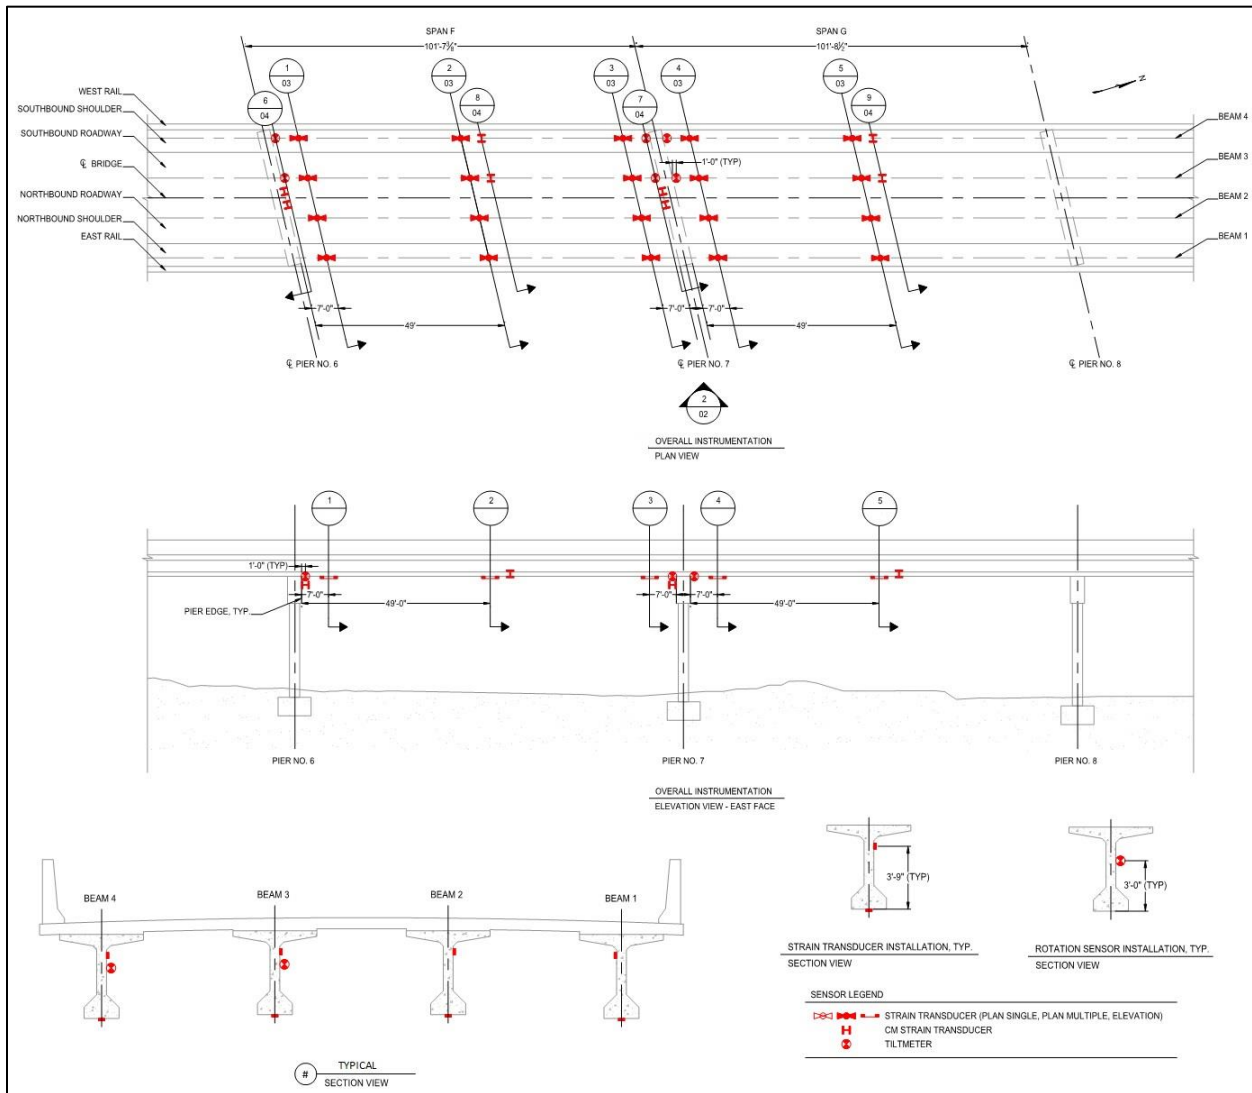 SPAN F
SPAN G
101'-7⅞"
101'-8½"
1
03
2
03
3
03
4
03
5
03
6
04
8
04
7
04
9
04
N
WEST RAIL
SOUTHBOUND SHOULDER
SOUTHBOUND ROADWAY
℄ BRIDGE
NORTHBOUND ROADWAY
NORTHBOUND SHOULDER
EAST RAIL
BEAM 4
BEAM 3
BEAM 2
BEAM 1
1'-0" (TYP)
7'-0"
7'-0"
7'-0"
49'
49'
℄ PIER NO. 6
℄ PIER NO. 7
℄ PIER NO. 8
2
02
OVERALL INSTRUMENTATION
PLAN VIEW
1
2
3
4
5
1'-0" (TYP)
7'-0"
7'-0"
7'-0"
PIER EDGE, TYP.
49'-0"
49'-0"
PIER NO. 6
PIER NO. 7
PIER NO. 8
OVERALL INSTRUMENTATION
ELEVATION VIEW - EAST FACE
BEAM 4
BEAM 3
BEAM 2
BEAM 1
# TYPICAL
SECTION VIEW
3'-9" (TYP)
STRAIN TRANSDUCER INSTALLATION, TYP.
SECTION VIEW
3'-0" (TYP)
ROTATION SENSOR INSTALLATION, TYP.
SECTION VIEW
SENSOR LEGEND
STRAIN TRANSDUCER (PLAN SINGLE, PLAN MULTIPLE, ELEVATION)
CM STRAIN TRANSDUCER
TILTMETER